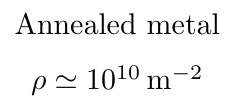 Annealed metal
ρ ≃ 10¹⁰ m⁻²